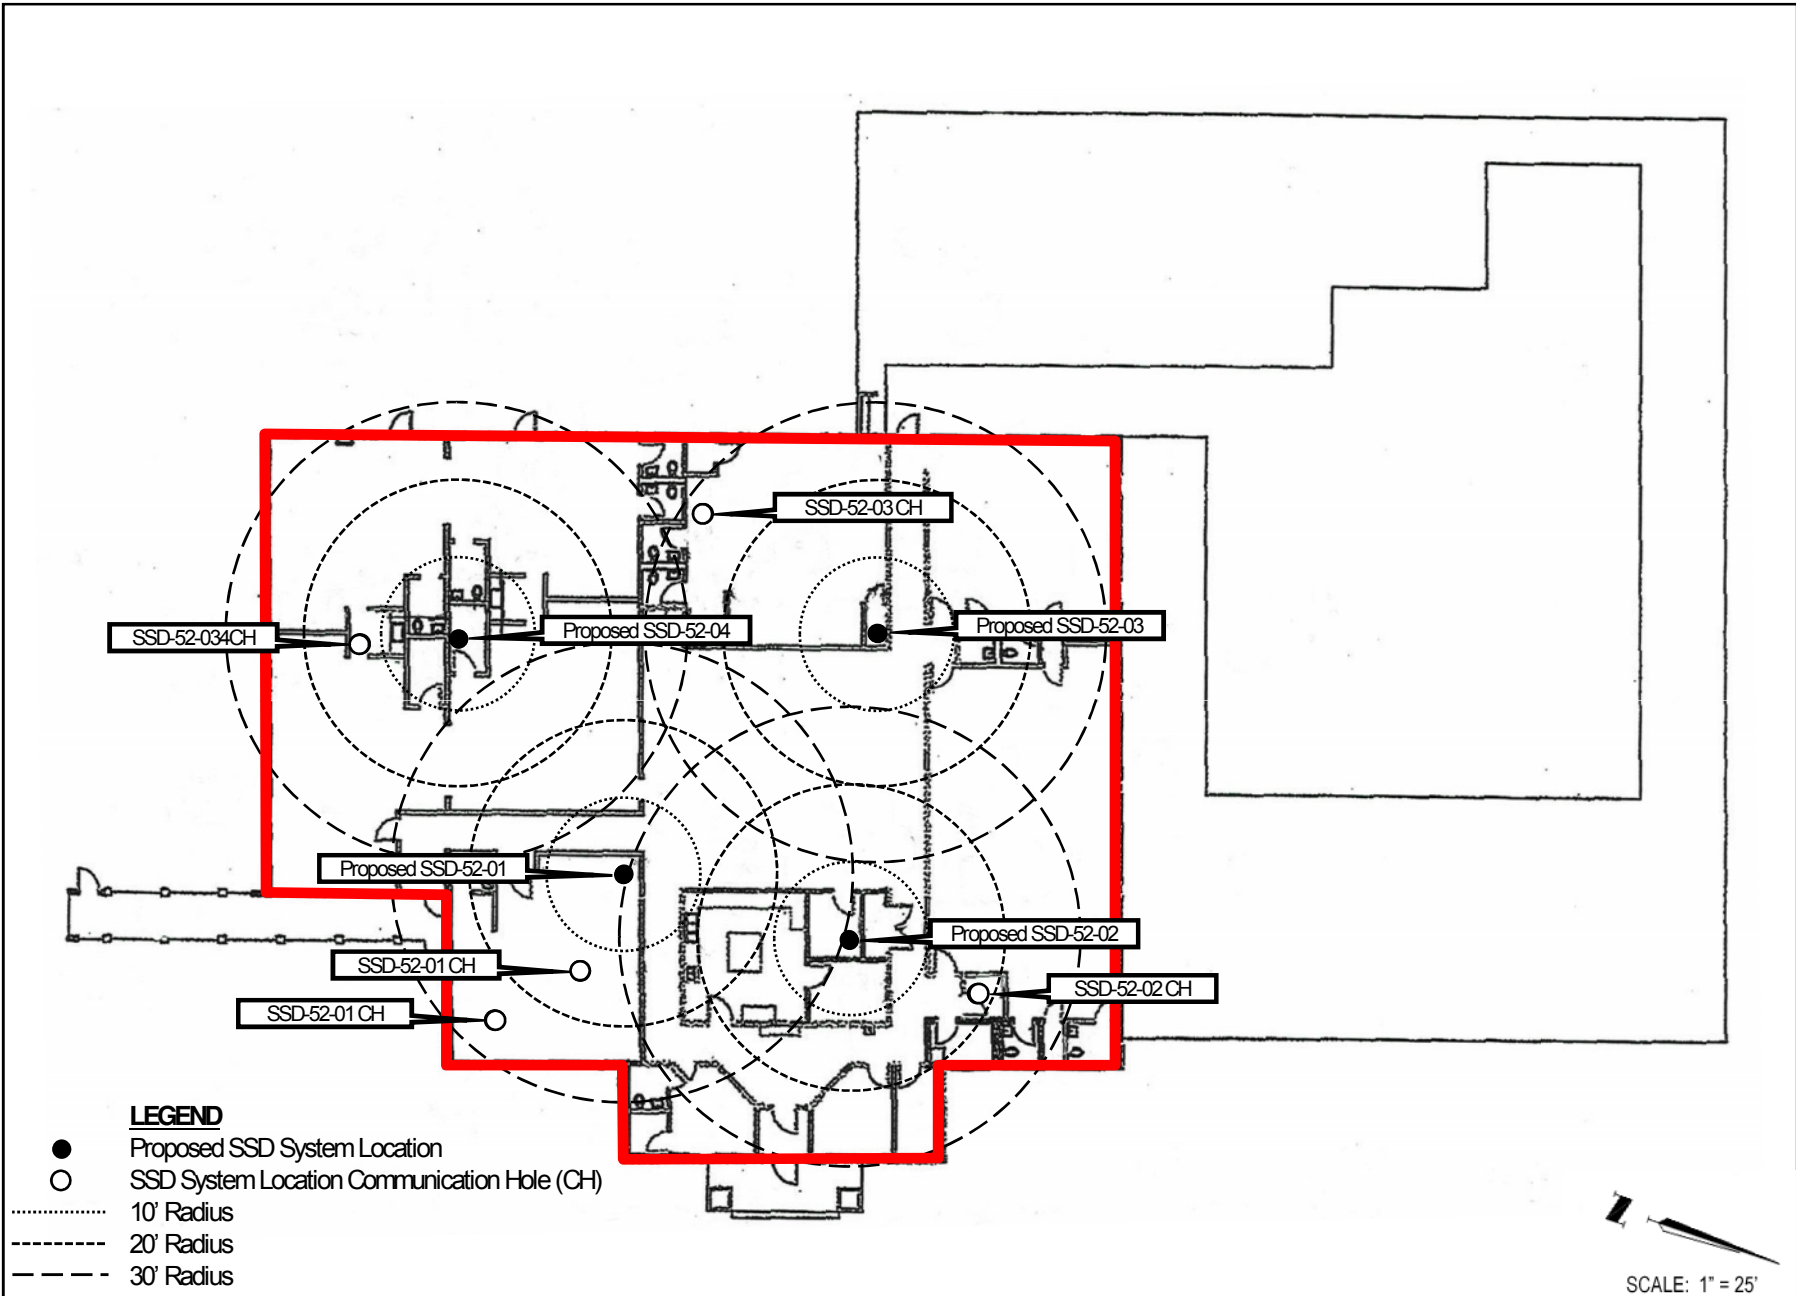 SSD-52-03 CH
Proposed SSD-52-03
Proposed SSD-52-04
SSD-52-034CH
Proposed SSD-52-01
Proposed SSD-52-02
SSD-52-01 CH
SSD-52-02 CH
SSD-52-01 CH
LEGEND
Proposed SSD System Location
SSD System Location Communication Hole (CH)
10' Radius
20' Radius
30' Radius
SCALE: 1" = 25'